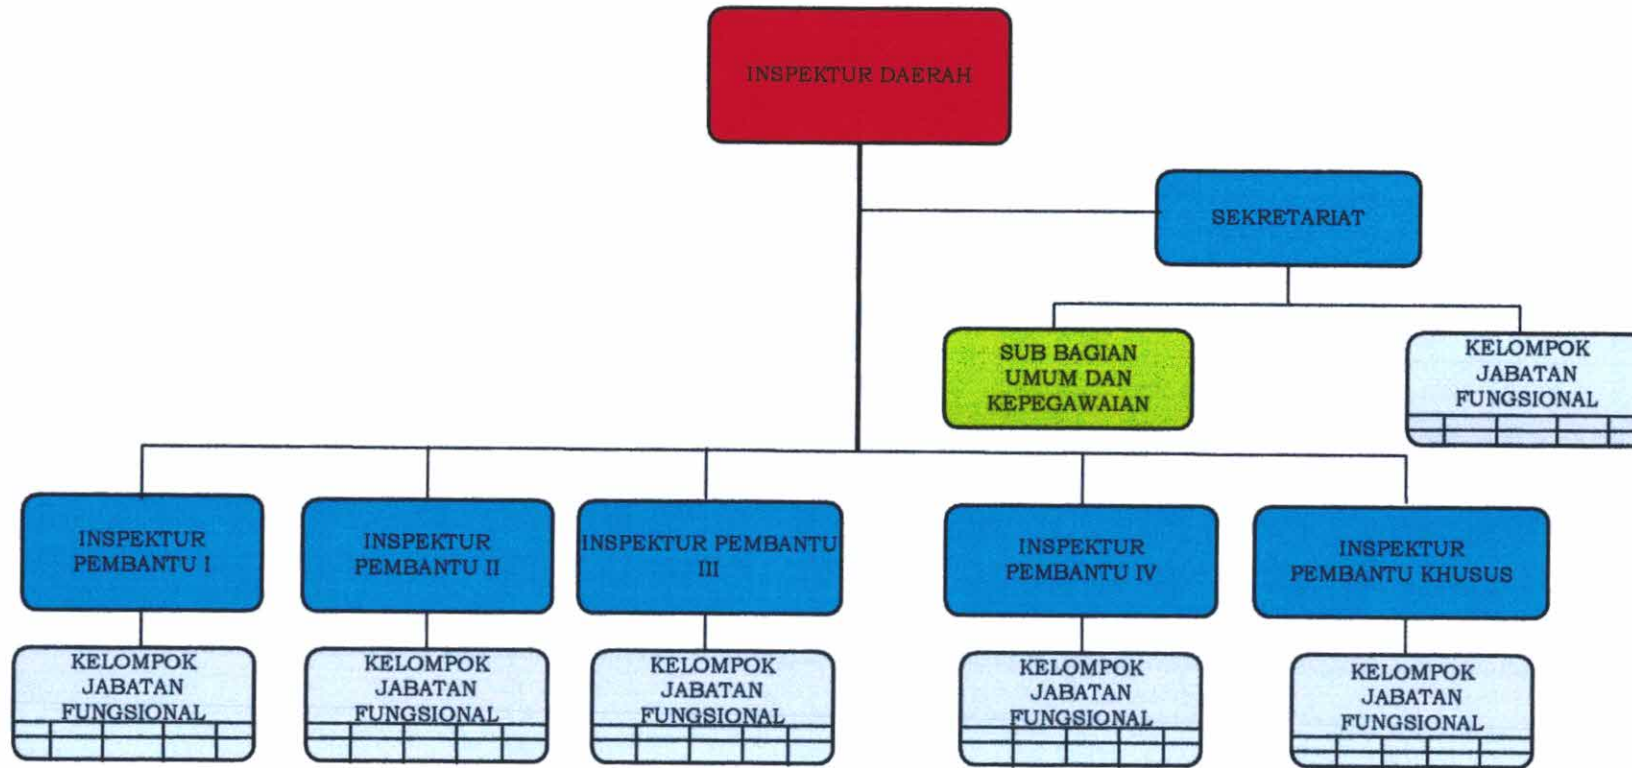 INSPEKTUR DAERAH
SEKRETARIAT
SUB BAGIAN
UMUM DAN
KEPEGAWAIAN
KELOMPOK
JABATAN
FUNGSIONAL
INSPEKTUR
PEMBANTU I
INSPEKTUR
PEMBANTU II
INSPEKTUR PEMBANTU
III
INSPEKTUR
PEMBANTU IV
INSPEKTUR
PEMBANTU KHUSUS
KELOMPOK
JABATAN
FUNGSIONAL
KELOMPOK
JABATAN
FUNGSIONAL
KELOMPOK
JABATAN
FUNGSIONAL
KELOMPOK
JABATAN
FUNGSIONAL
KELOMPOK
JABATAN
FUNGSIONAL